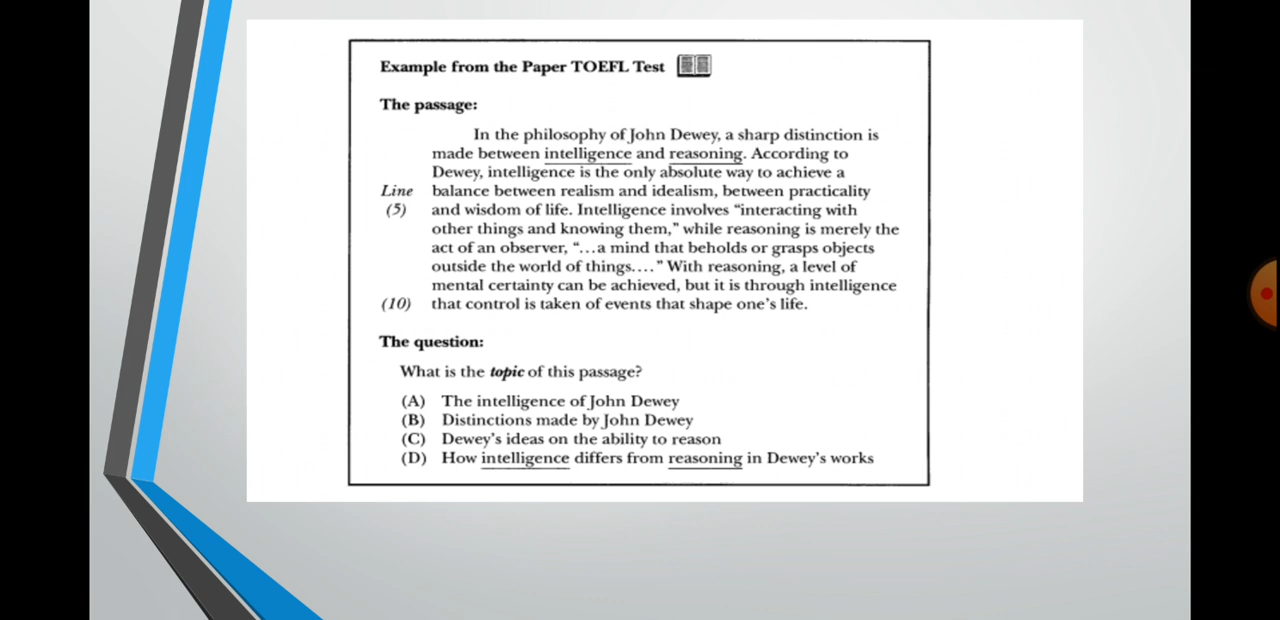 Example from the Paper TOEFL Test
The passage:
In the philosophy of John Dewey, a sharp distinction is
made between intelligence and reasoning. According to
Dewey, intelligence is the only absolute way to achieve a
Line balance between realism and idealism, between practicality
(5) and wisdom of life. Intelligence involves “interacting with
other things and knowing them,” while reasoning is merely the
act of an observer, “…a mind that beholds or grasps objects
outside the world of things….” With reasoning, a level of
mental certainty can be achieved, but it is through intelligence
(10) that control is taken of events that shape one’s life.
The question:
What is the topic of this passage?
(A) The intelligence of John Dewey
(B) Distinctions made by John Dewey
(C) Dewey’s ideas on the ability to reason
(D) How intelligence differs from reasoning in Dewey’s works